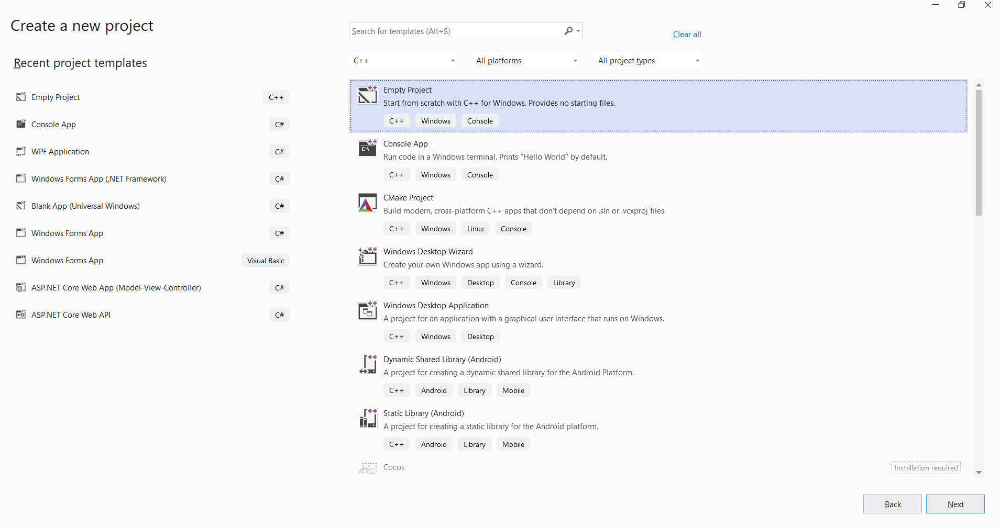 Create a new project
Search for templates (Alt+S)
Clear all
Recent project templates
C++
All platforms
All project types
Empty Project C++
Console App C#
WPF Application C#
Windows Forms App (.NET Framework) C#
Blank App (Universal Windows) C#
Windows Forms App C#
Windows Forms App Visual Basic
ASP.NET Core Web App (Model-View-Controller) C#
ASP.NET Core Web API C#
Empty Project
Start from scratch with C++ for Windows. Provides no starting files.
C++ Windows Console
Console App
Run code in a Windows terminal. Prints "Hello World" by default.
C++ Windows Console
CMake Project
Build modern, cross-platform C++ apps that don't depend on .sln or .vcxproj files.
C++ Windows Linux Console
Windows Desktop Wizard
Create your own Windows app using a wizard.
C++ Windows Desktop Console Library
Windows Desktop Application
A project for an application with a graphical user interface that runs on Windows.
C++ Windows Desktop
Dynamic Shared Library (Android)
A project for creating a dynamic shared library for the Android Platform.
C++ Android Library Mobile
Static Library (Android)
A project for creating a static library for the Android platform.
C++ Android Library Mobile
Cocos Installation required
Back Next